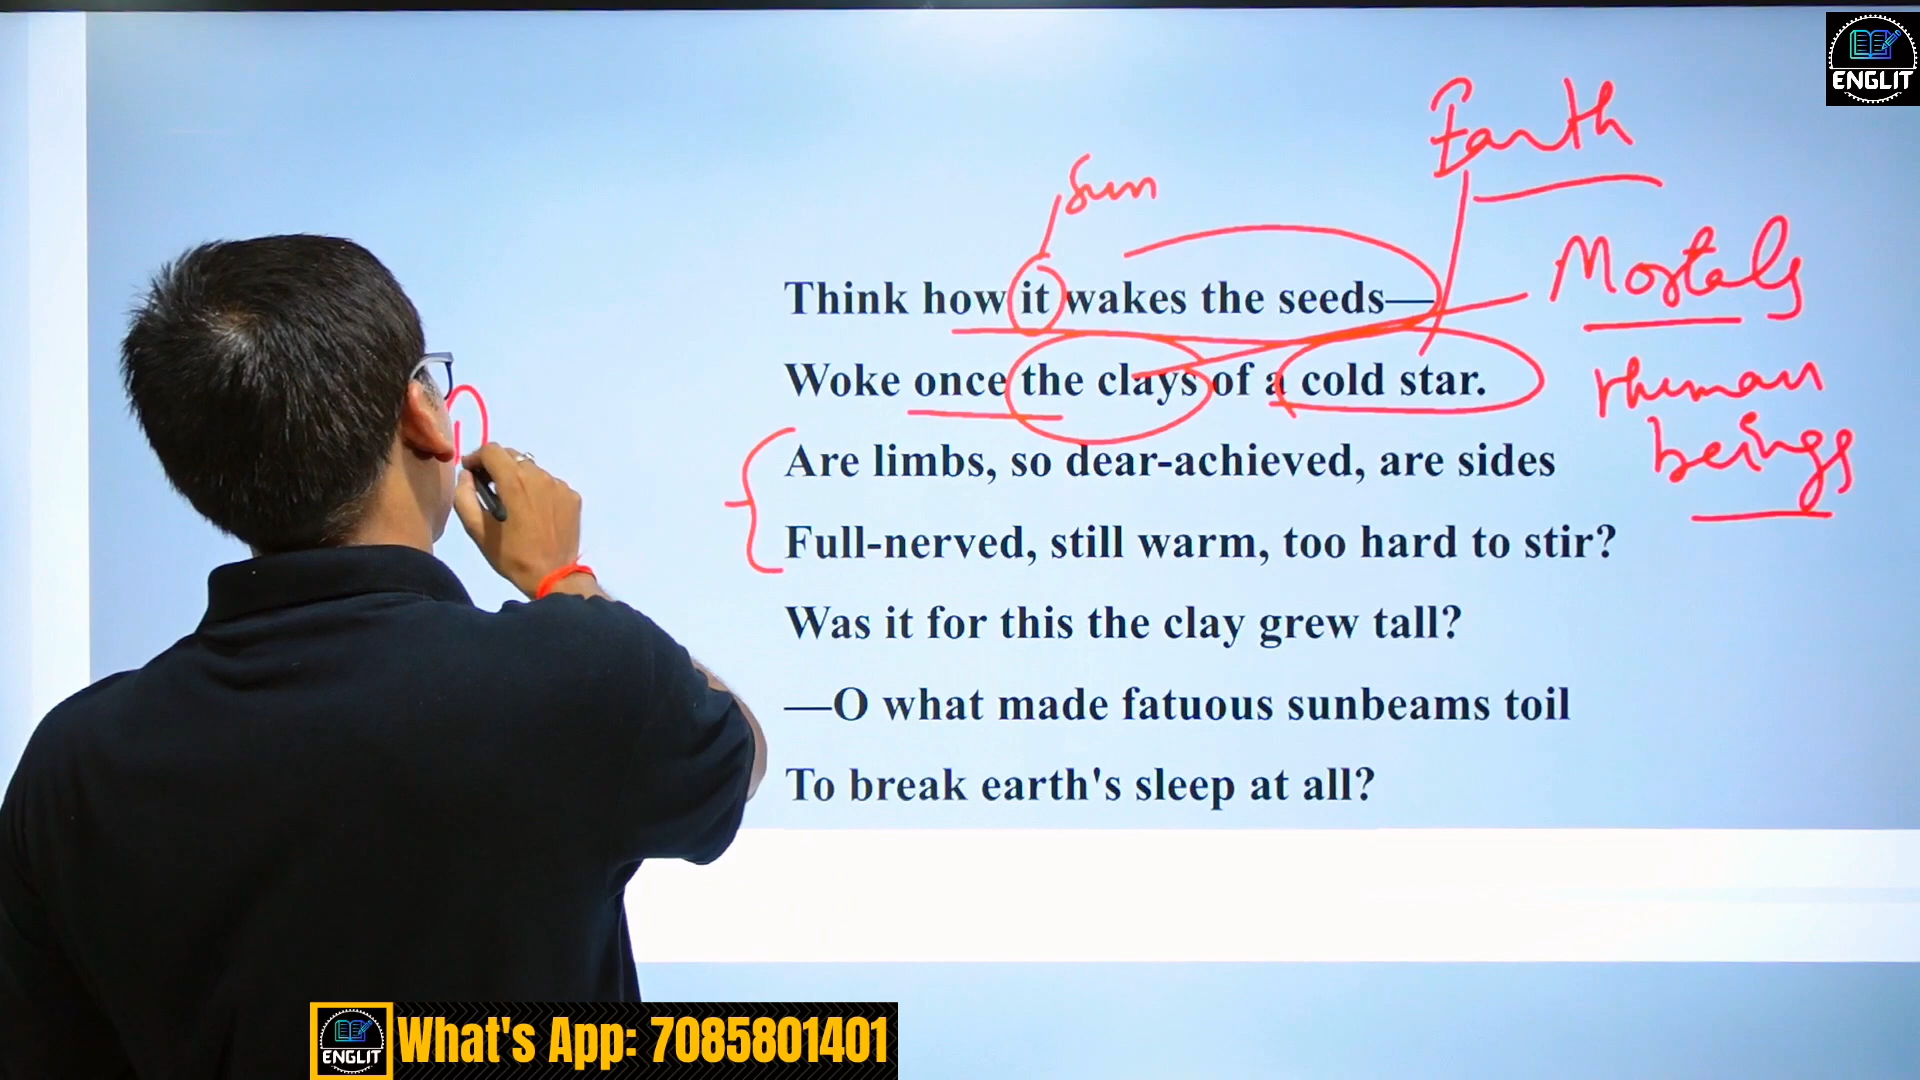 ENGLIT
Earth
Sun
Mortals
Think how it wakes the seeds—
Woke once the clays of a cold star.
Human
beings
Are limbs, so dear-achieved, are sides
Full-nerved, still warm, too hard to stir?
Was it for this the clay grew tall?
—O what made fatuous sunbeams toil
To break earth's sleep at all?
ENGLIT
What's App: 7085801401